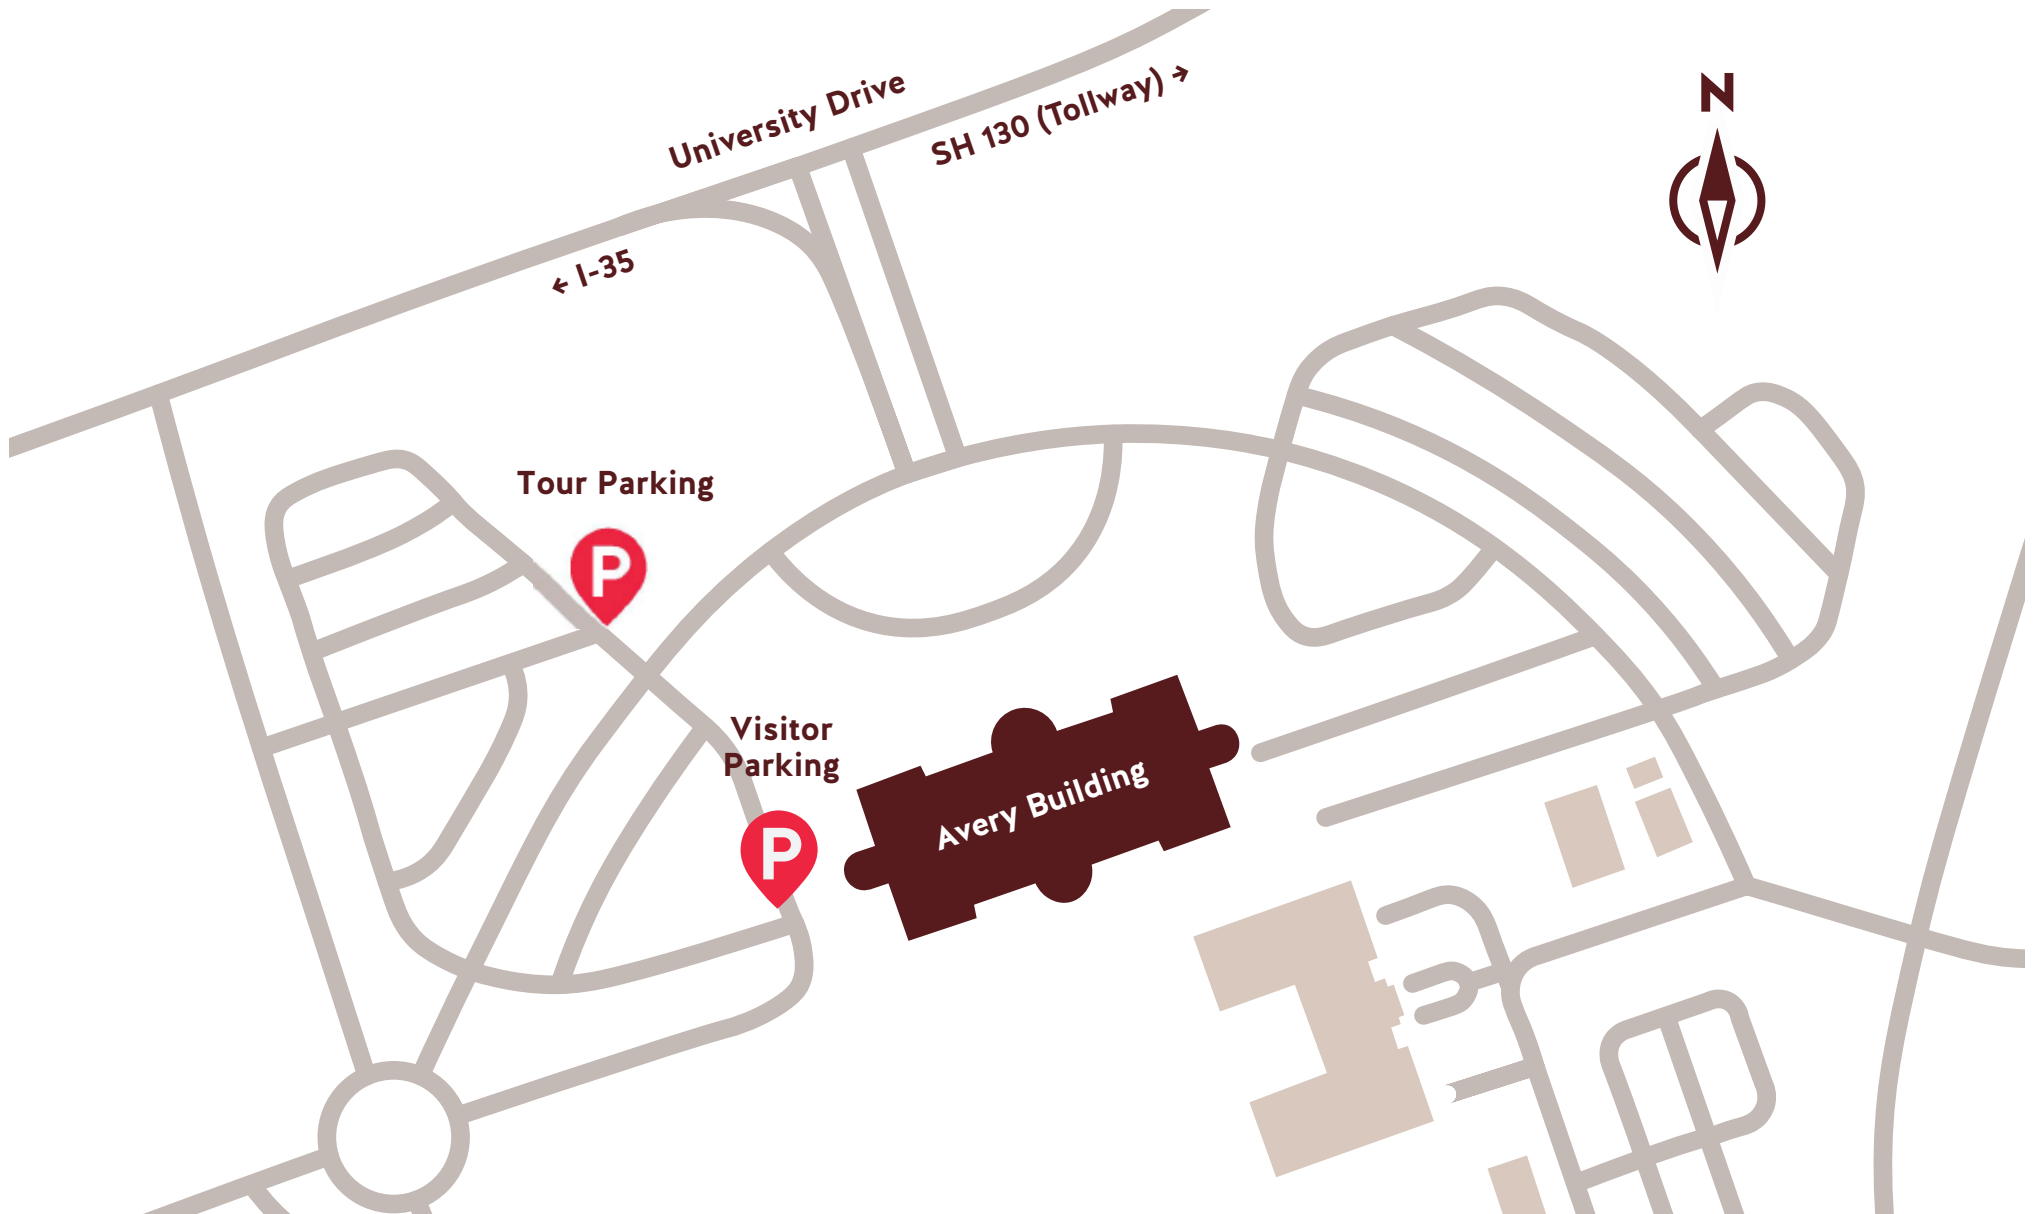 University Drive
SH 130 (Tollway) →
N
← I-35
Tour Parking
P
Visitor
Parking
P
Avery Building